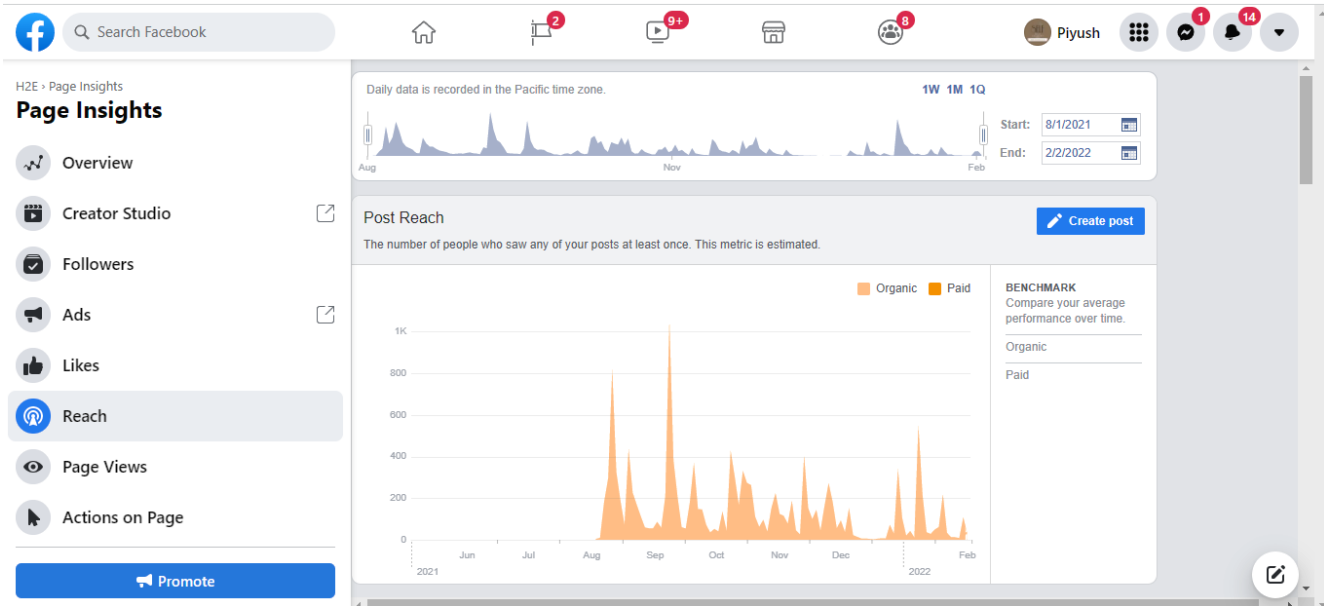 Search Facebook
2
9+
8
Piyush
1
14
H2E › Page Insights
Page Insights
Overview
Creator Studio
Followers
Ads
Likes
Reach
Page Views
Actions on Page
Promote
Daily data is recorded in the Pacific time zone.
1W 1M 1Q
Start: 8/1/2021
End: 2/2/2022
Aug Nov Feb
Post Reach
Create post
The number of people who saw any of your posts at least once. This metric is estimated.
Organic Paid
1K
800
600
400
200
0
Jun Jul Aug Sep Oct Nov Dec Feb
2021 2022
BENCHMARK
Compare your average
performance over time.
Organic
Paid